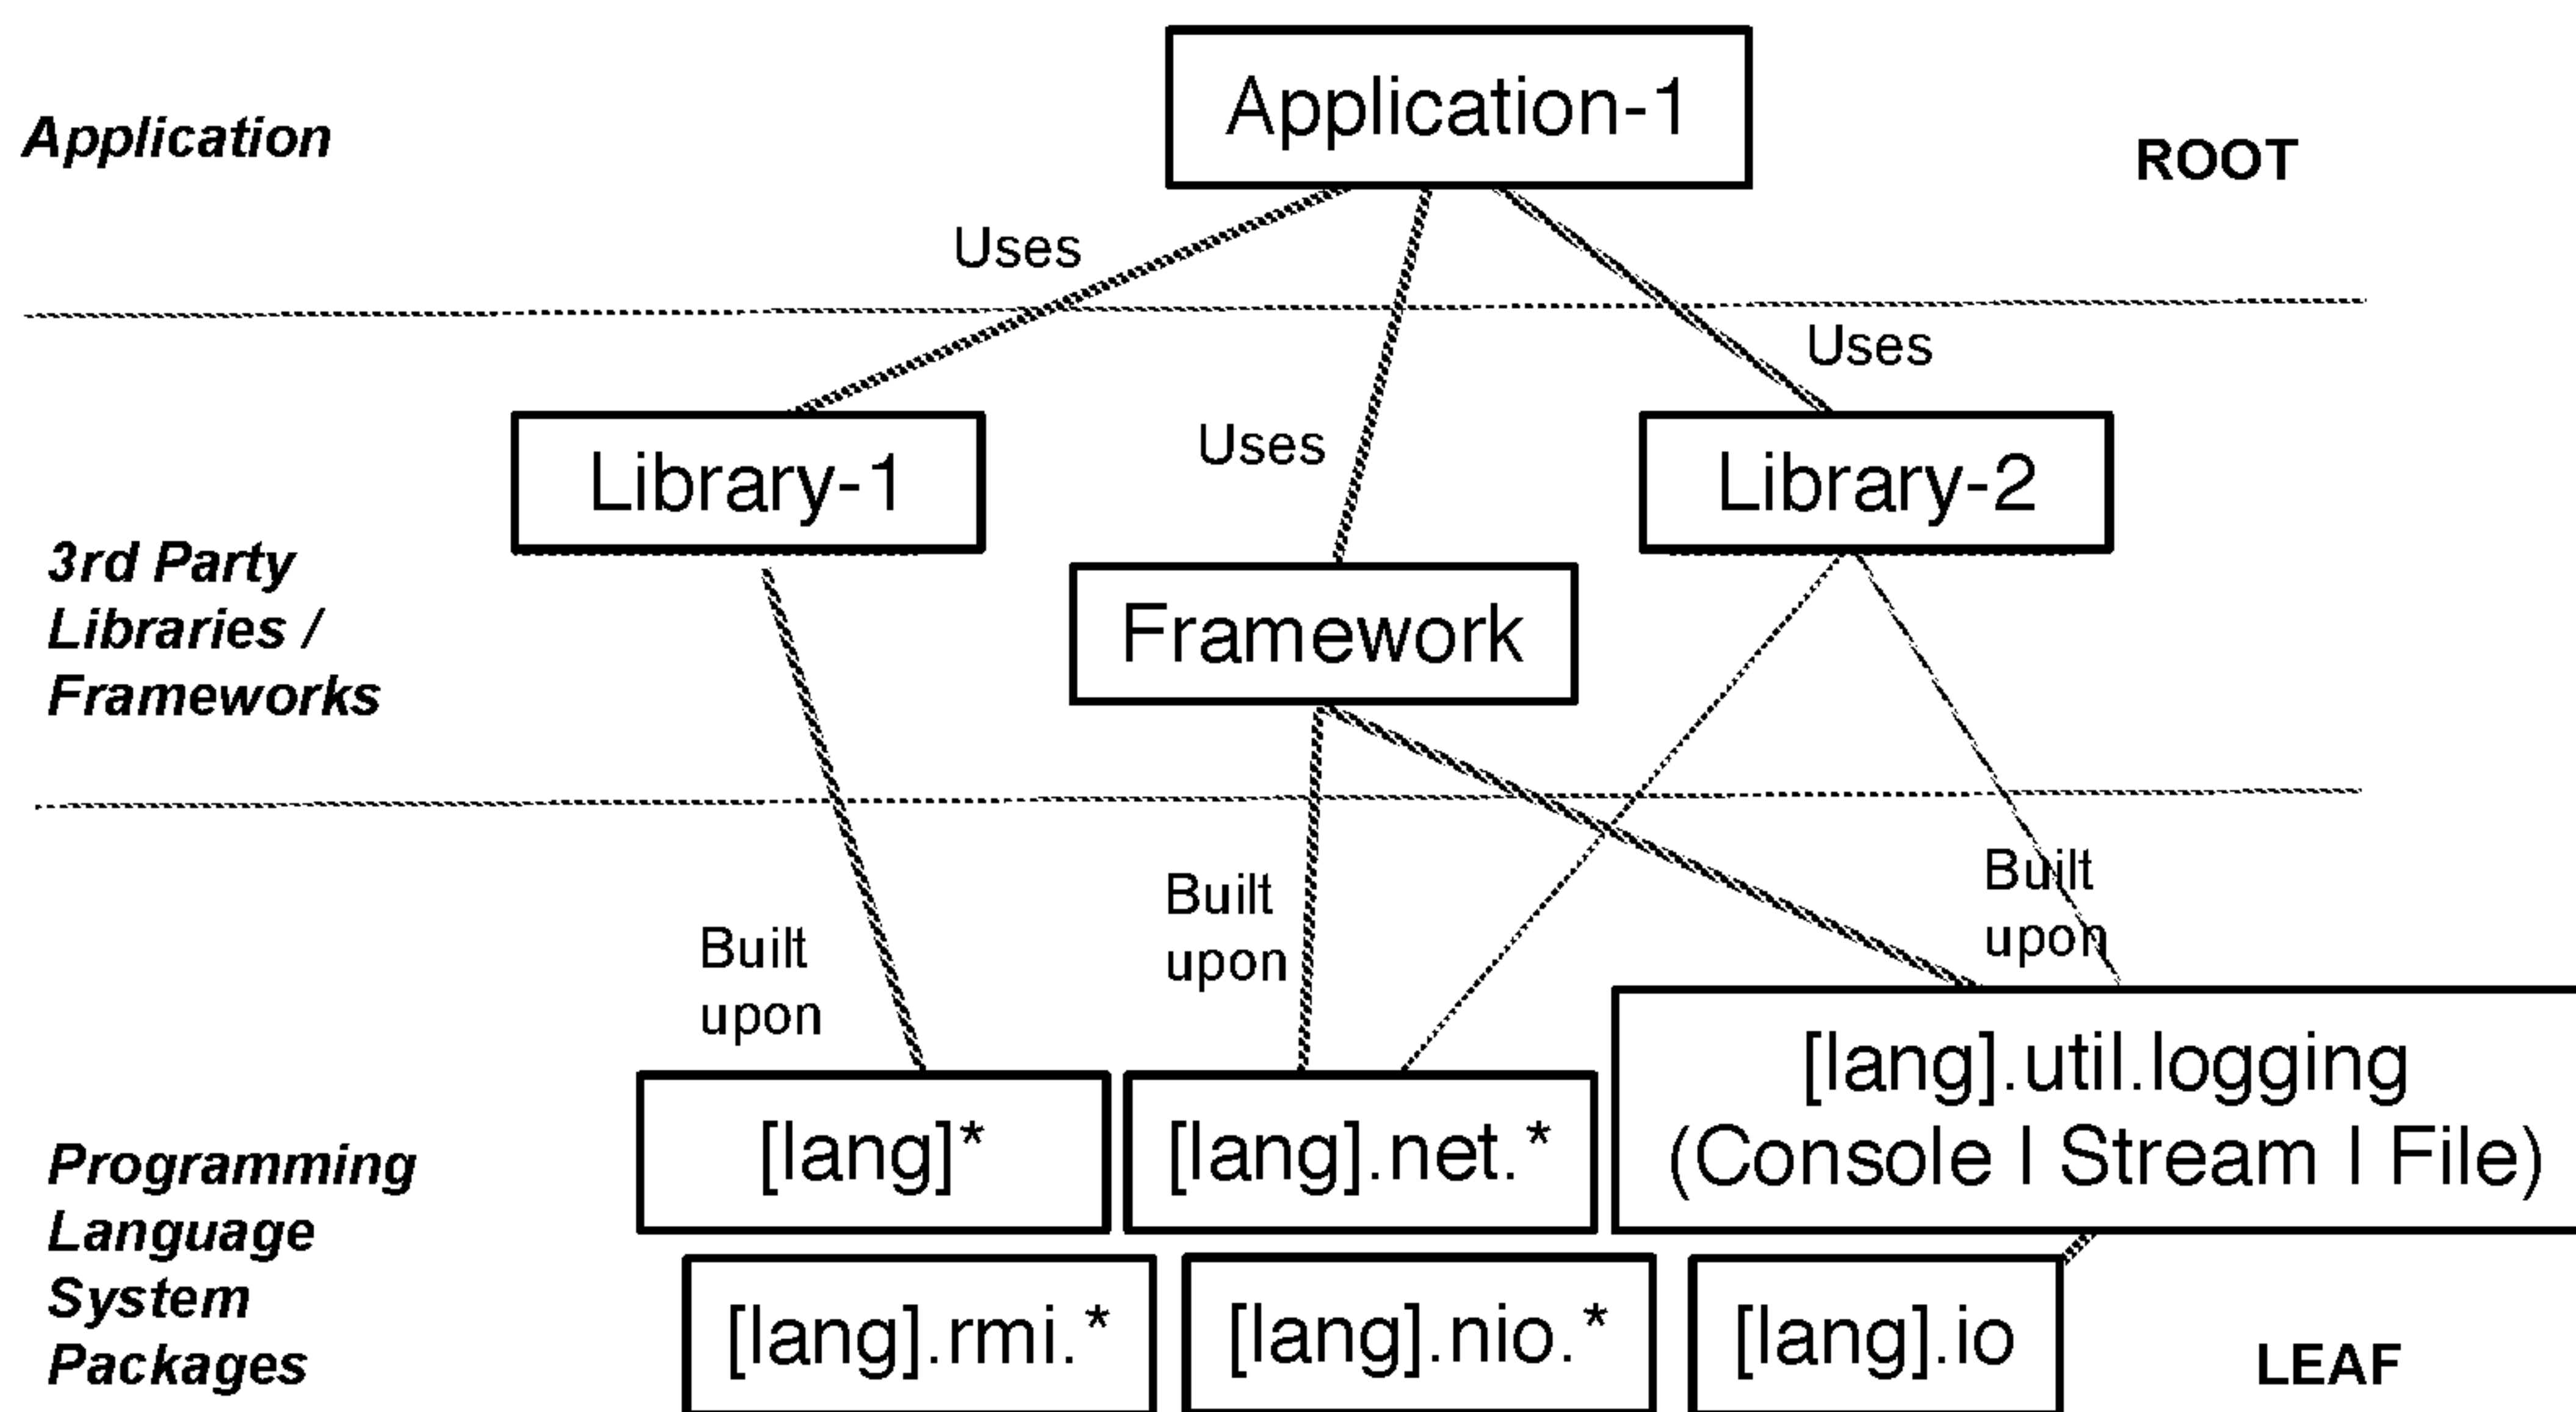 Application-1
Application
ROOT
Uses
Uses
Library-1
Uses
Library-2
3rd Party
Libraries /
Frameworks
Framework
Built
upon
Built
upon
Built
upon
[lang]*
[lang].net.*
[lang].util.logging
(Console | Stream | File)
Programming
Language
System
Packages
[lang].rmi.*
[lang].nio.*
[lang].io
LEAF